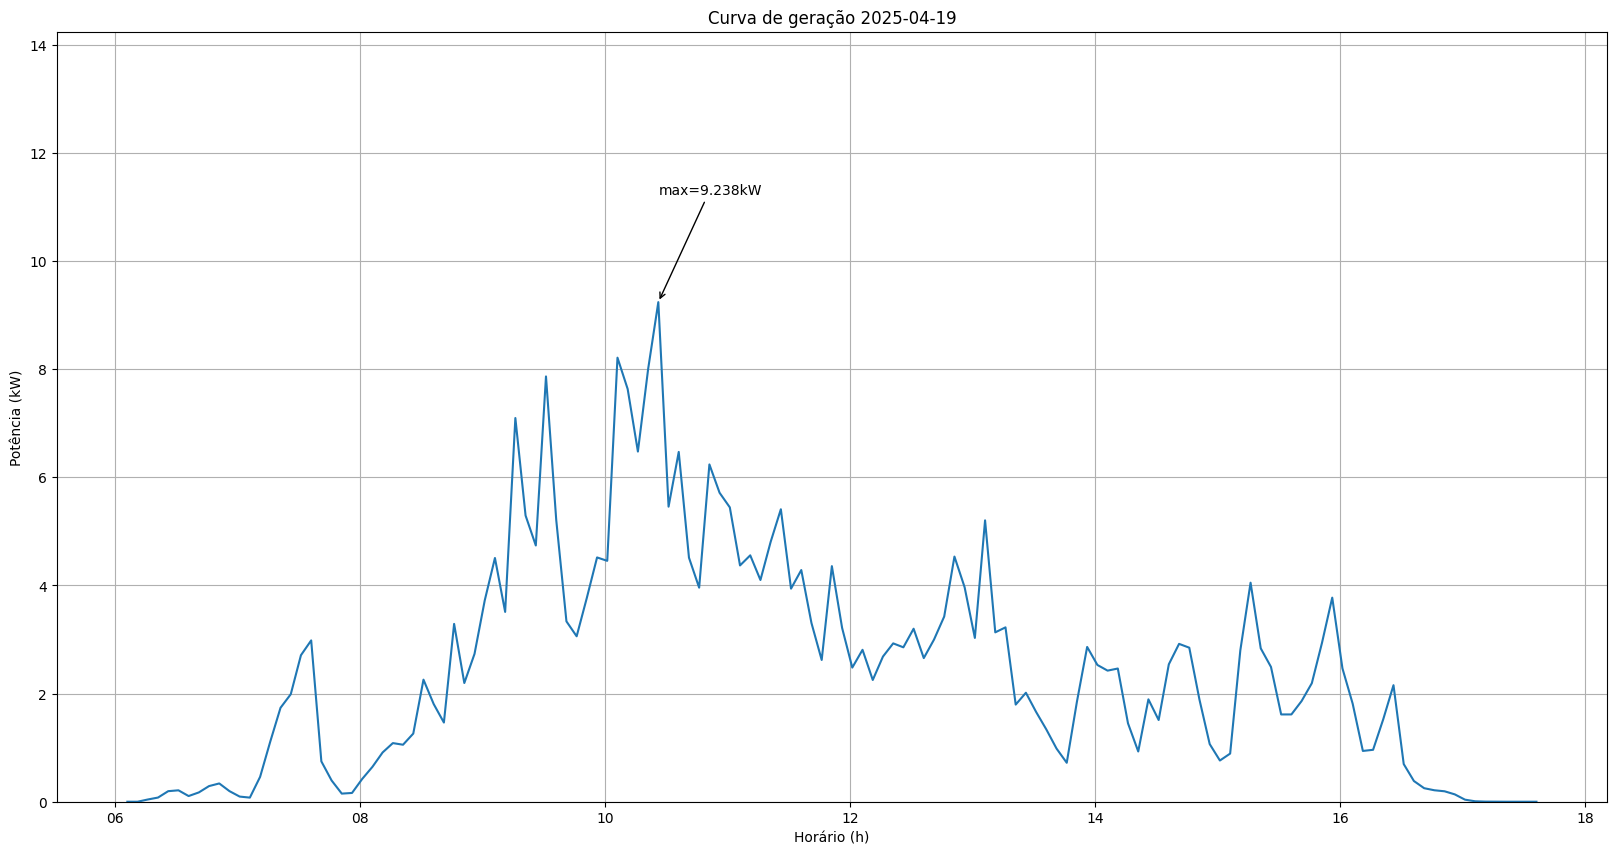 Curva de geração 2025-04-19
14
12
max=9.238kW
10
8
6
4
2
0
Potência (kW)
06 08 10 12 14 16 18
Horário (h)